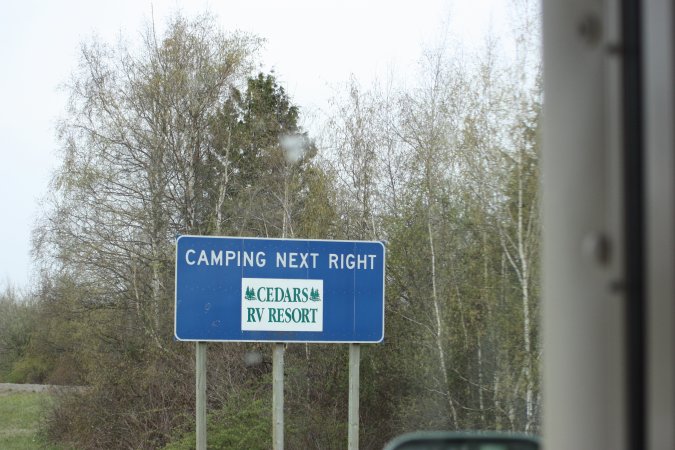 CAMPING NEXT RIGHT
CEDARS
RV RESORT